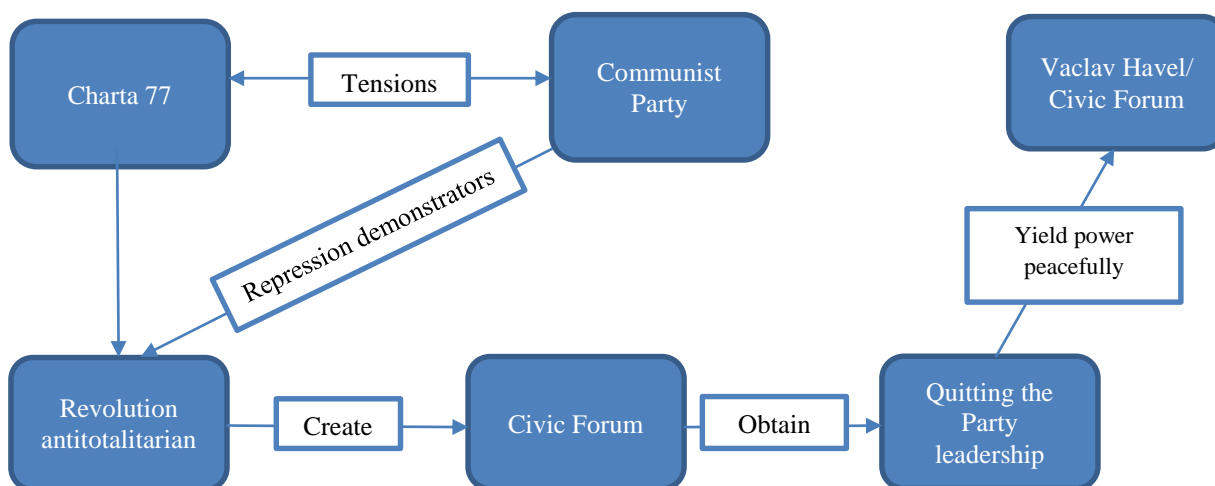 Charta 77
Tensions
Communist
Party
Vaclav Havel/
Civic Forum
Repression demonstrators
Yield power
peacefully
Revolution
antitotalitarian
Create
Civic Forum
Obtain
Quitting the
Party
leadership